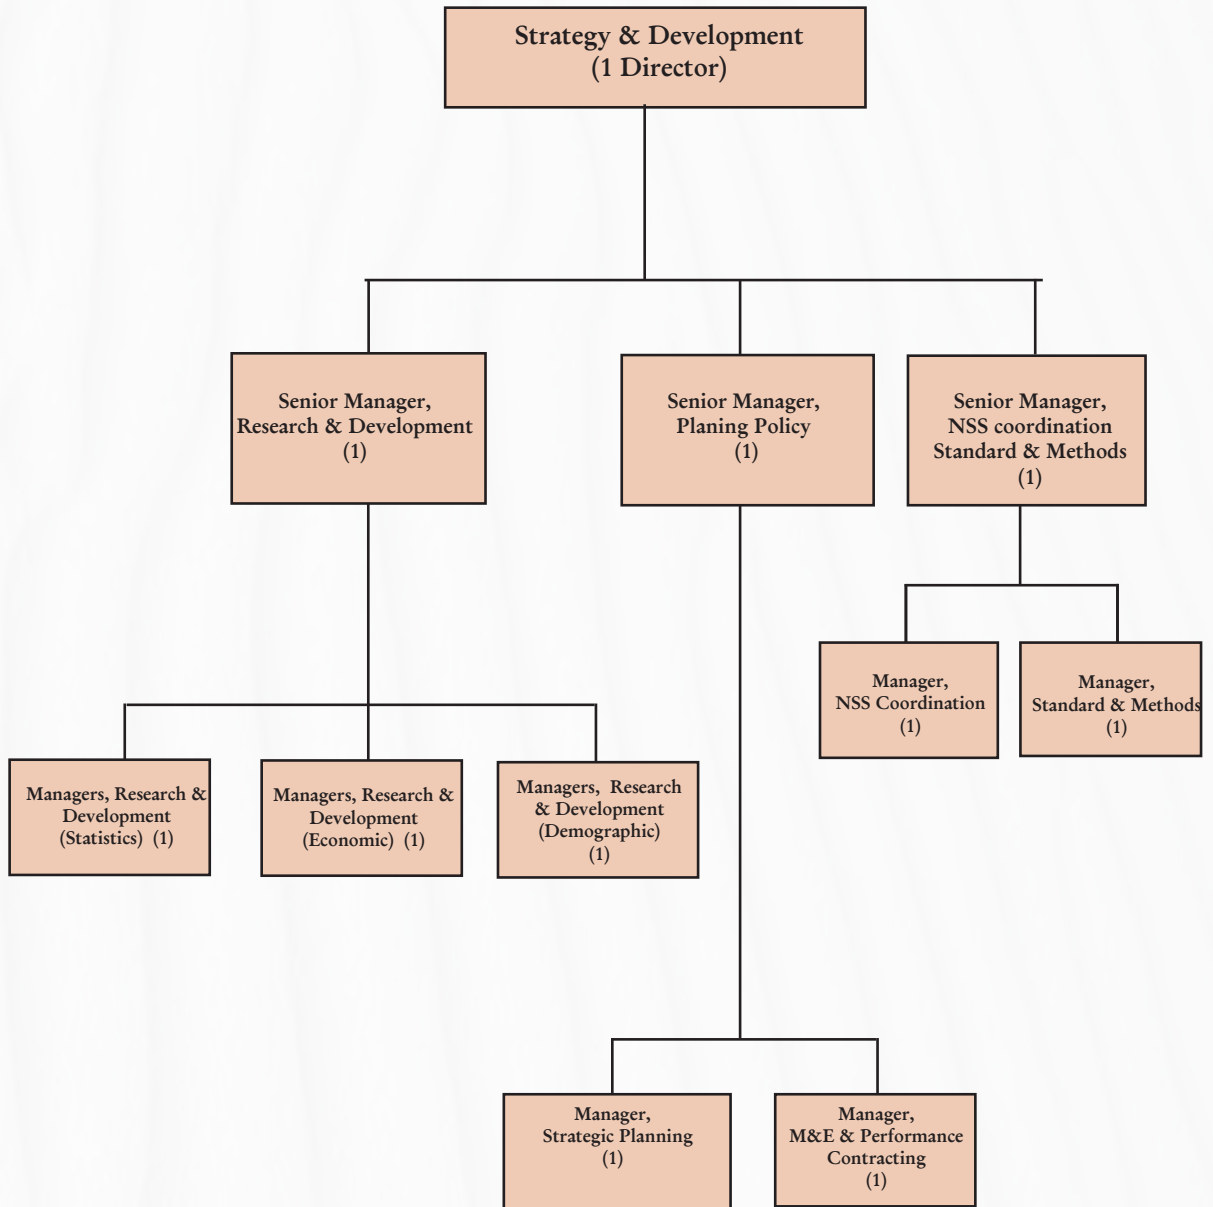 Strategy & Development
(1 Director)
Senior Manager,
Research & Development
(1)
Senior Manager,
Planing Policy
(1)
Senior Manager,
NSS coordination
Standard & Methods
(1)
Manager,
NSS Coordination
(1)
Manager,
Standard & Methods
(1)
Managers, Research &
Development
(Statistics) (1)
Managers, Research &
Development
(Economic) (1)
Managers, Research
& Development
(Demographic)
(1)
Manager,
Strategic Planning
(1)
Manager,
M&E & Performance
Contracting
(1)